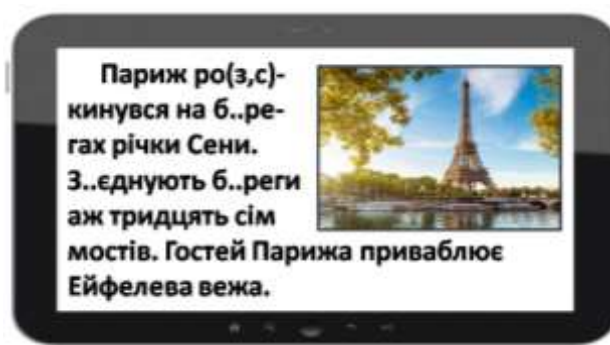 Париж ро(з,с)-
кинувся на б..ре-
гах річки Сени.
З..єднують б..реги
аж тридцять сім
мостів. Гостей Парижа приваблює
Ейфелева вежа.